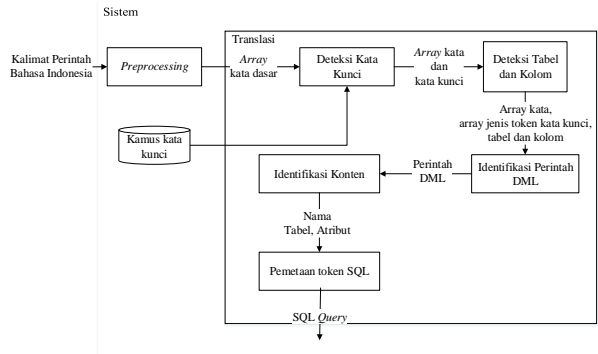 Sistem
Translasi
Kalimat Perintah
Bahasa Indonesia
Preprocessing
Array
kata dasar
Deteksi Kata
Kunci
Array kata
dan
kata kunci
Deteksi Tabel
dan Kolom
Array kata,
array jenis token kata kunci,
tabel dan kolom
Kamus kata
kunci
Identifikasi Konten
Perintah
DML
Identifikasi Perintah
DML
Nama
Tabel, Atribut
Pemetaan token SQL
SQL Query